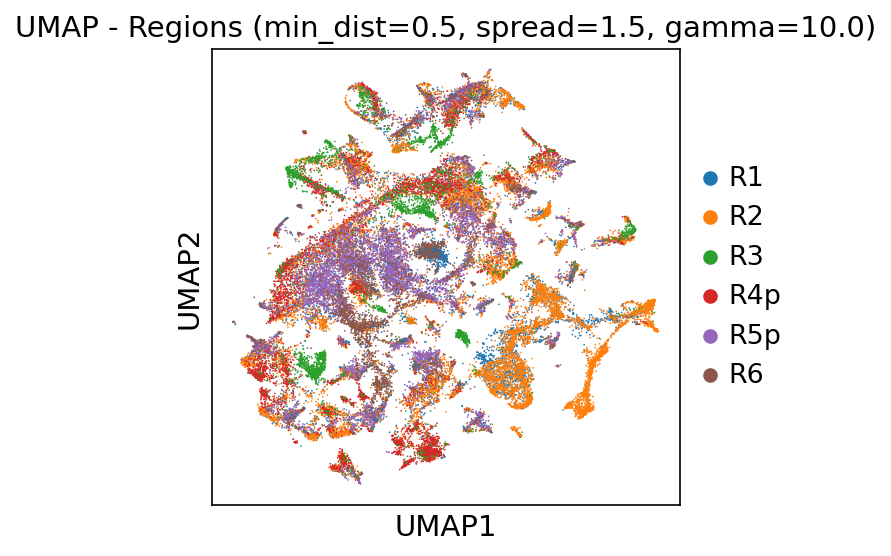 UMAP - Regions (min_dist=0.5, spread=1.5, gamma=10.0)
UMAP2
R1
R2
R3
R4p
R5p
R6
UMAP1